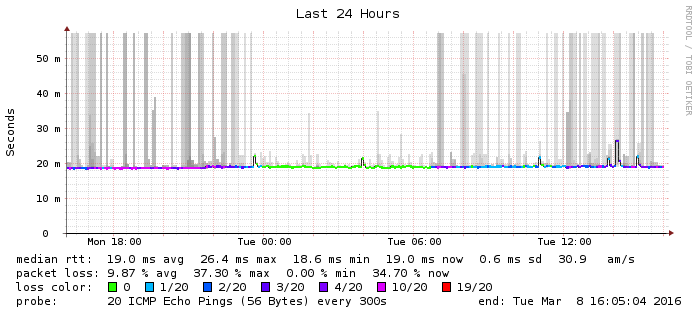 Last 24 Hours
RRDTOOL / TOBI OETIKER
Seconds
50 m
40 m
30 m
20 m
10 m
0
Mon 18:00 Tue 00:00 Tue 06:00 Tue 12:00
median rtt: 19.0 ms avg 26.4 ms max 18.6 ms min 19.0 ms now 0.6 ms sd 30.9 am/s
packet loss: 9.87 % avg 37.30 % max 0.00 % min 34.70 % now
loss color: 0 1/20 2/20 3/20 4/20 10/20 19/20
probe: 20 ICMP Echo Pings (56 Bytes) every 300s end: Tue Mar 8 16:05:04 2016